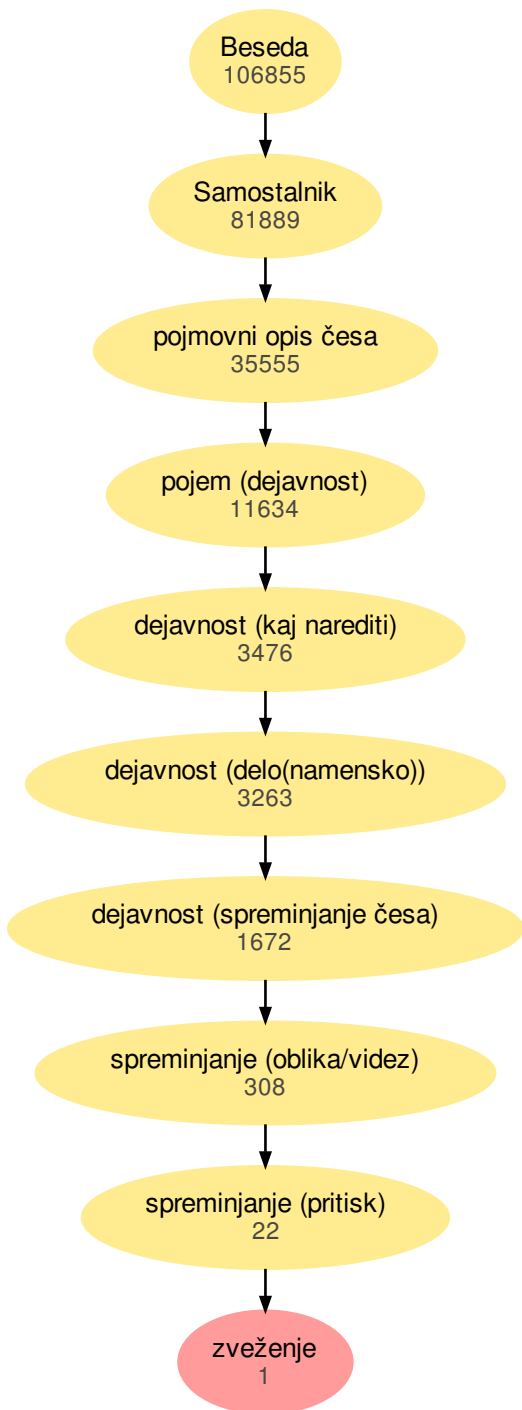 Beseda
106855
Samostalnik
81889
pojmovni opis česa
35555
pojem (dejavnost)
11634
dejavnost (kaj narediti)
3476
dejavnost (delo(namensko))
3263
dejavnost (spreminjanje česa)
1672
spreminjanje (oblika/videz)
308
spreminjanje (pritisk)
22
zveženje
1